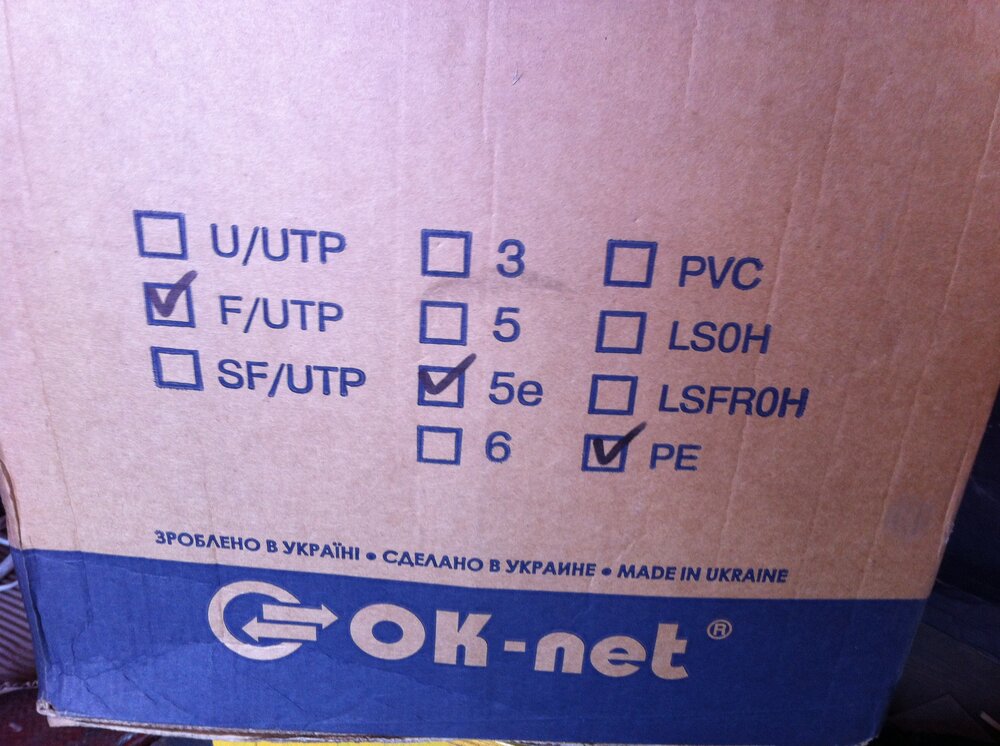 U/UTP
F/UTP
SF/UTP
3
5
5e
6
PVC
LS0H
LSFR0H
PE
ЗРОБЛЕНО В УКРАЇНІ • СДЕЛАНО В УКРАИНЕ • MADE IN UKRAINE
OK-net ®